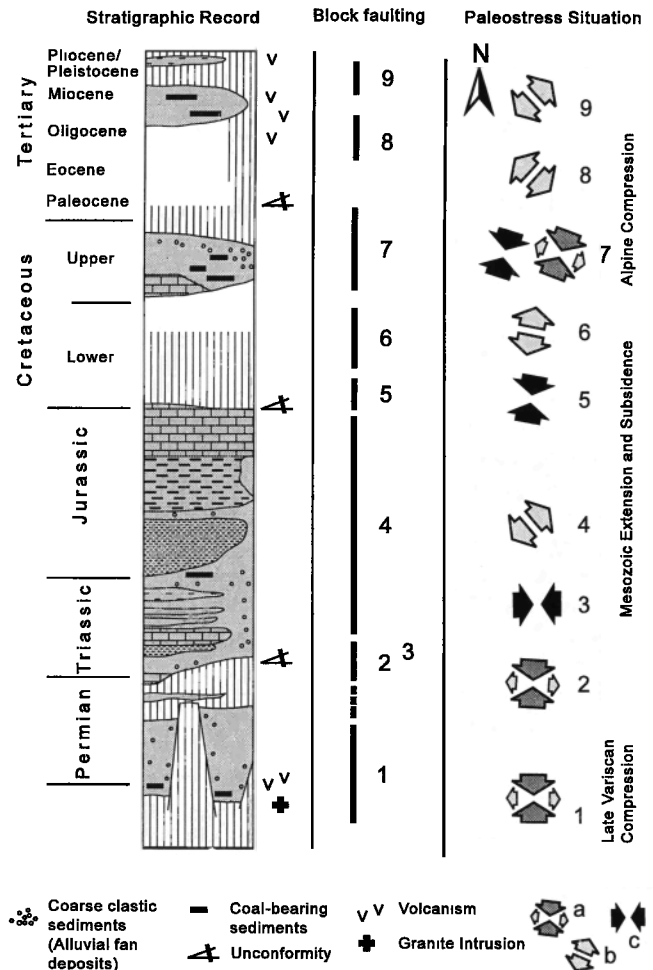 Stratigraphic Record
Block faulting
Paleostress Situation
Tertiary
Pliocene/
Pleistocene
Miocene
Oligocene
Eocene
Paleocene
Cretaceous
Upper
Lower
Jurassic
Triassic
Permian
v
v
v
v
v v
9
8
7
6
5
4
3
2
1
N
9
8
7
6
5
4
3
2
1
Alpine Compression
Mesozoic Extension and Subsidence
Late Variscan
Compression
Coarse clastic
sediments
(Alluvial fan
deposits)
Coal-bearing
sediments
Unconformity
v v
Volcanism
Granite Intrusion
a
b
c